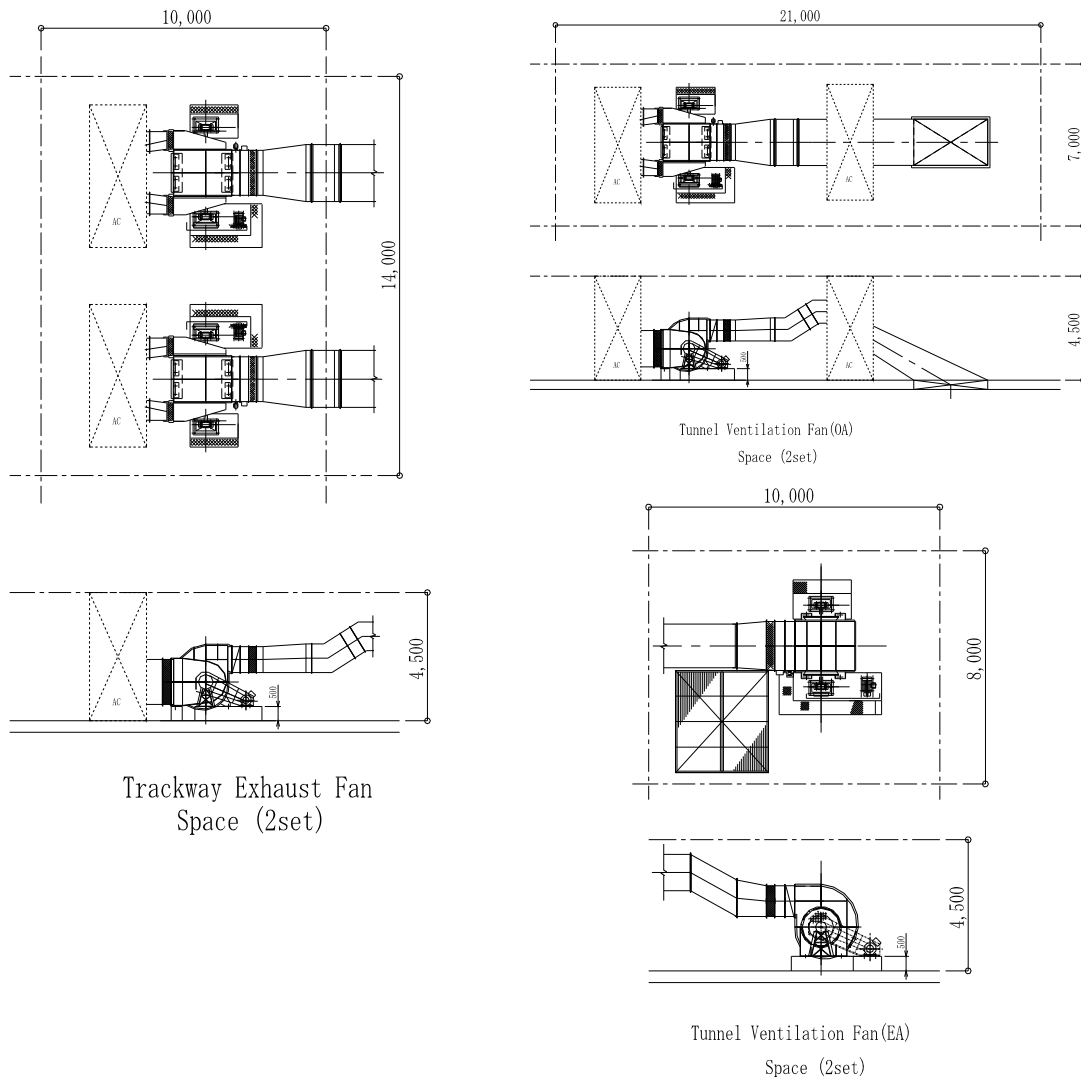 10,000
AC
14,000
AC
AC
500
4,500
Trackway Exhaust Fan
Space (2set)
21,000
AC
AC
7,000
500
4,500
Tunnel Ventilation Fan(OA)
Space (2set)
10,000
8,000
500
4,500
Tunnel Ventilation Fan(EA)
Space (2set)